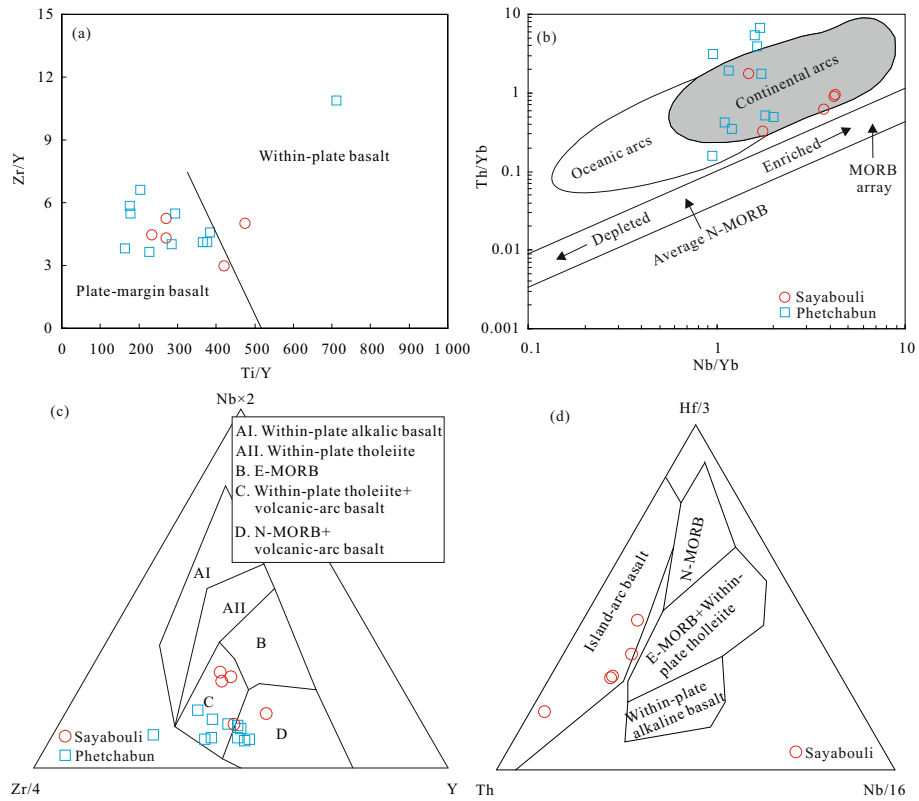 (a)
15
12
9
6
3
0
Zr/Y
Within-plate basalt
Plate-margin basalt
0 100 200 300 400 500 600 700 800 900 1 000
Ti/Y
(b)
10
1
0.1
0.01
0.001
Th/Yb
Continental arcs
Oceanic arcs
Enriched
MORB
array
Depleted
Average N-MORB
Sayabouli
Phetchabun
0.1 1 10
Nb/Yb
(c)
Nb×2
AI. Within-plate alkalic basalt
AII. Within-plate tholeiite
B. E-MORB
C. Within-plate tholeiite+
volcanic-arc basalt
D. N-MORB+
volcanic-arc basalt
AI
AII
B
C
D
Sayabouli
Phetchabun
Zr/4
Y
(d)
Hf/3
Island-arc basalt
N-MORB
E-MORB+Within-
plate tholleiite
Within-plate
alkaline basalt
Sayabouli
Th
Nb/16